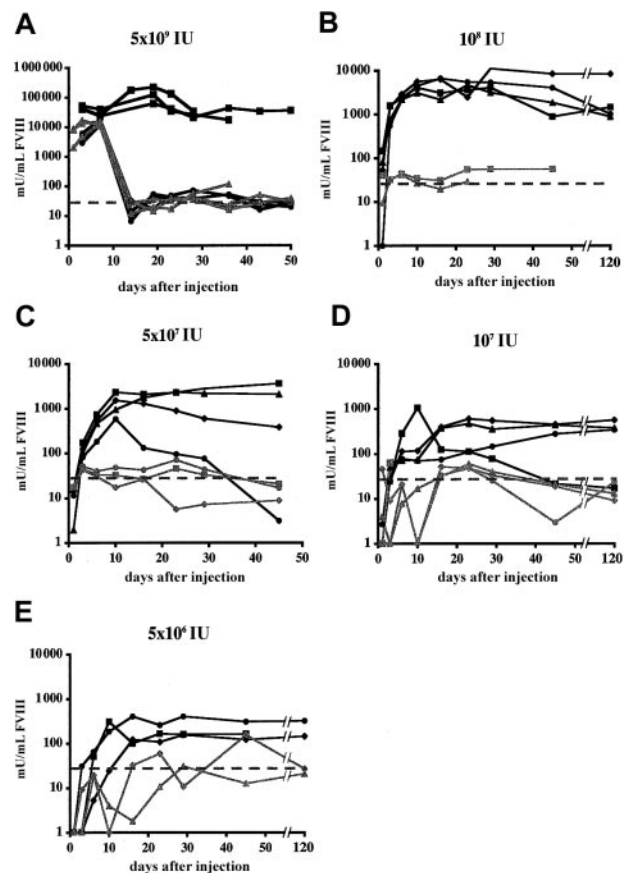 A
5x10⁹ IU
mU/mL FVIII
1000000
100000
10000
1000
100
10
1
0 10 20 30 40 50
days after injection
B
10⁸ IU
mU/mL FVIII
10000
1000
100
10
1
0 10 20 30 40 50 120
days after injection
C
5x10⁷ IU
mU/mL FVIII
10000
1000
100
10
1
0 10 20 30 40 50
days after injection
D
10⁷ IU
mU/mL FVIII
10000
1000
100
10
1
0 10 20 30 40 50 120
days after injection
E
5x10⁶ IU
mU/mL FVIII
10000
1000
100
10
1
0 10 20 30 40 50 120
days after injection